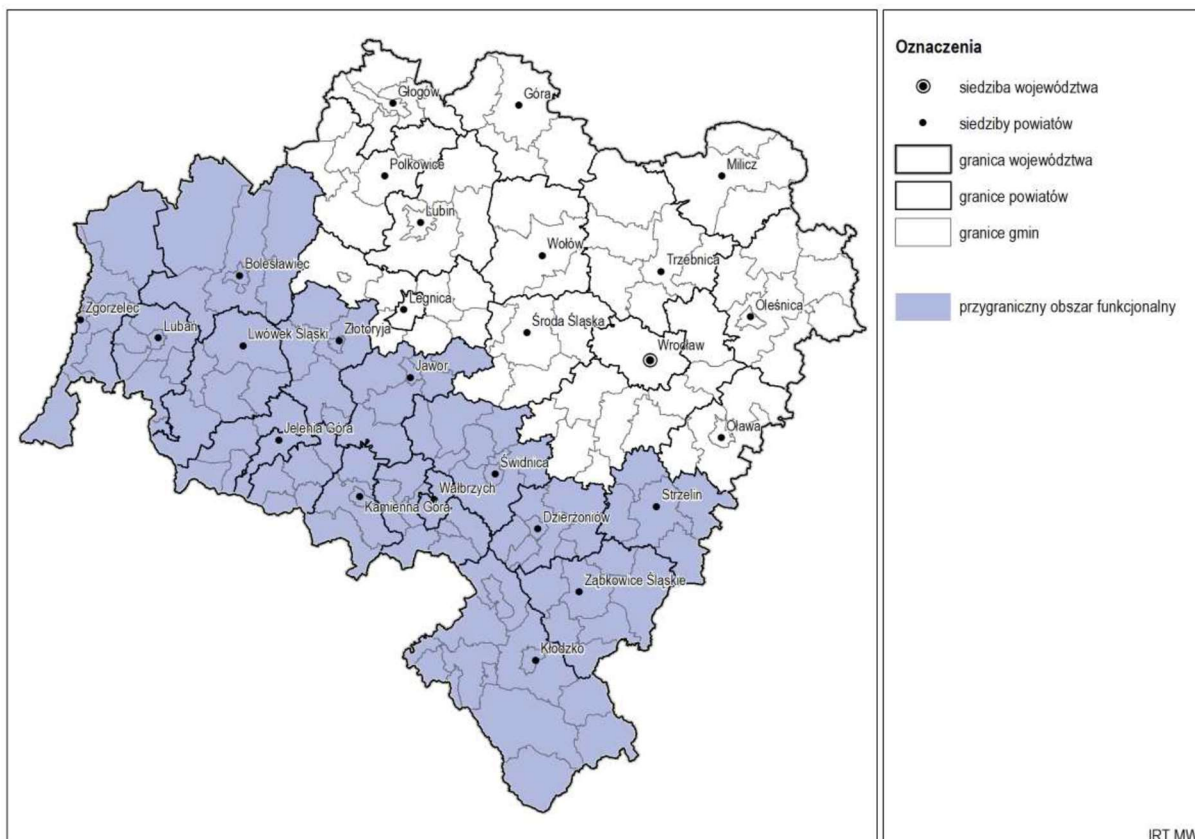 Głogów
Góra
Polkowice
Milicz
Lubin
Wołów
Trzebnica
Bolesławiec
Legnica
Oleśnica
Zgorzelec
Lubań
Lwówek Śląski
Złotoryja
Środa Śląska
Wrocław
Jawor
Jelenia Góra
Oława
Świdnica
Kamienna Góra
Wałbrzych
Strzelin
Dzierżoniów
Ząbkowice Śląskie
Kłodzko
Oznaczenia
siedziba województwa
siedziby powiatów
granica województwa
granice powiatów
granice gmin
przygraniczny obszar funkcjonalny